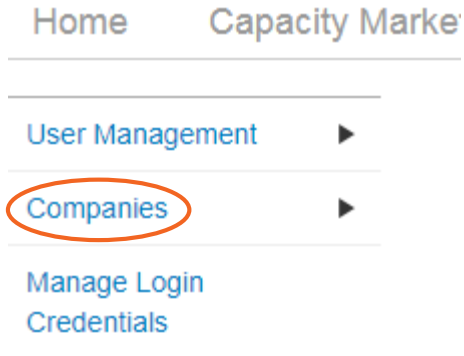 Home Capacity Market
User Management
Companies
Manage Login
Credentials